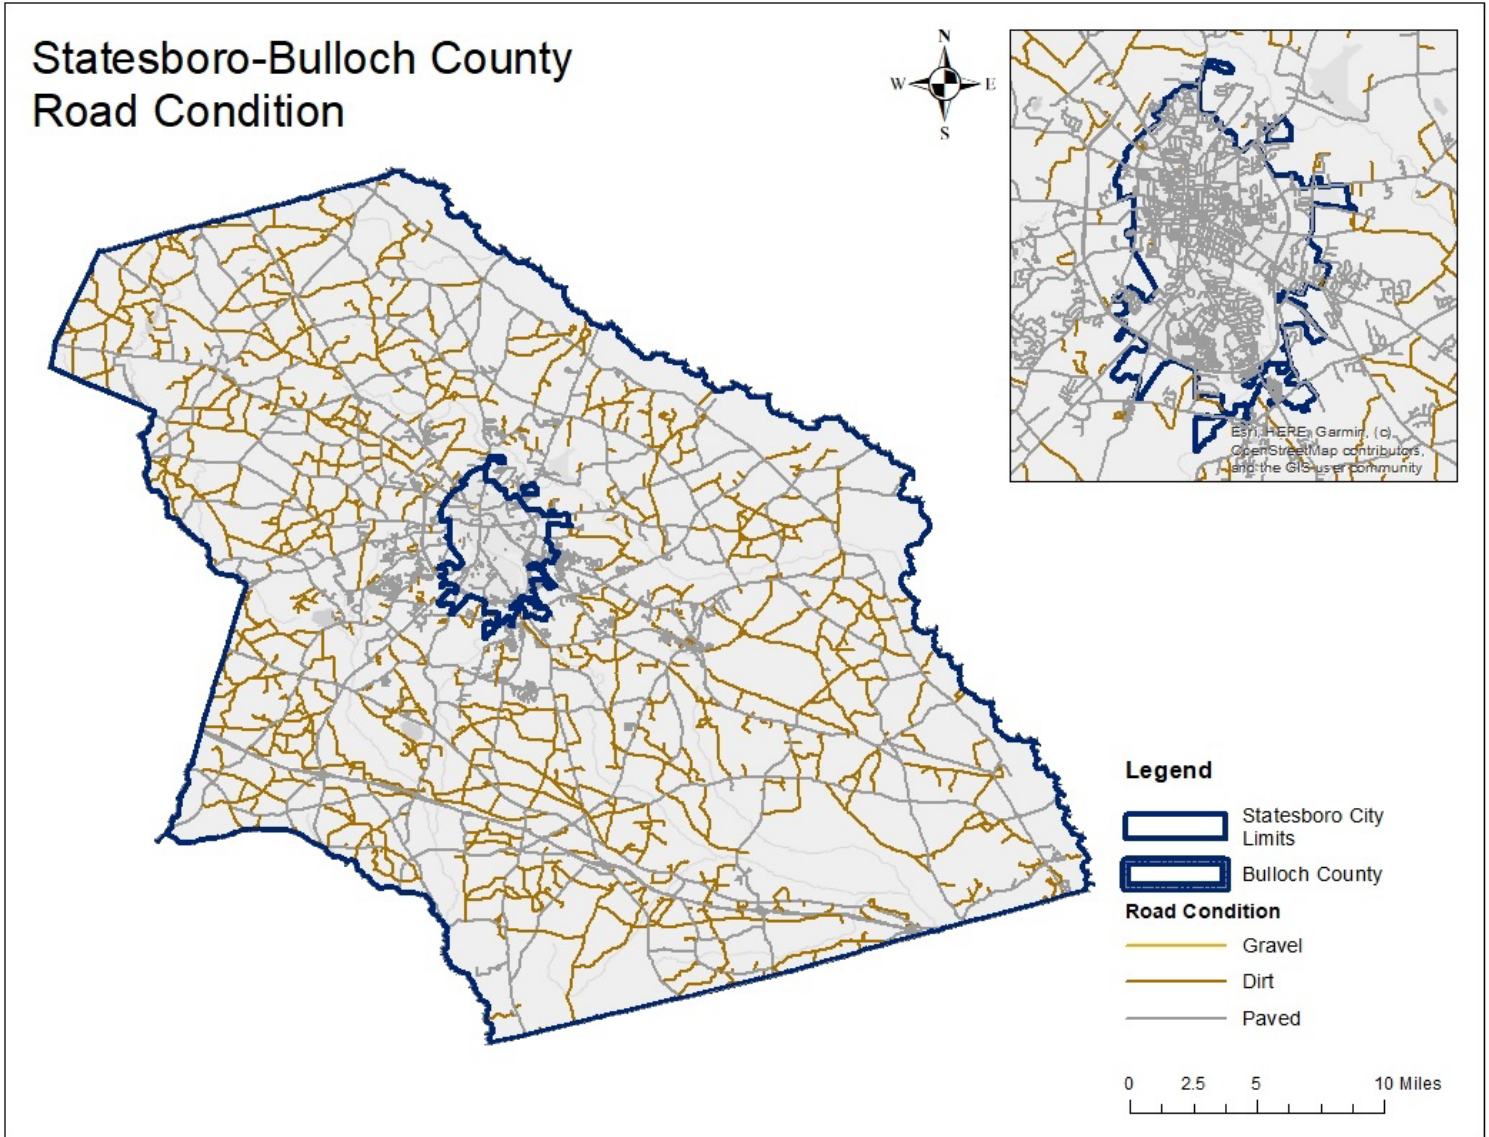 Statesboro-Bulloch County
Road Condition
N
W E
S
Esri, HERE, Garmin, (c)
OpenStreetMap contributors,
and the GIS user community
Legend
Statesboro City
Limits
Bulloch County
Road Condition
Gravel
Dirt
Paved
0 2.5 5 10 Miles